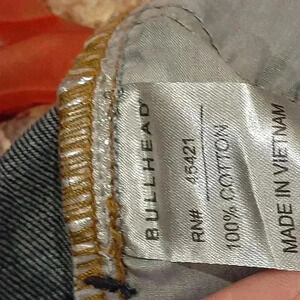 BULLHEAD
RN# 45421
100% COTTON
MADE IN VIETNAM